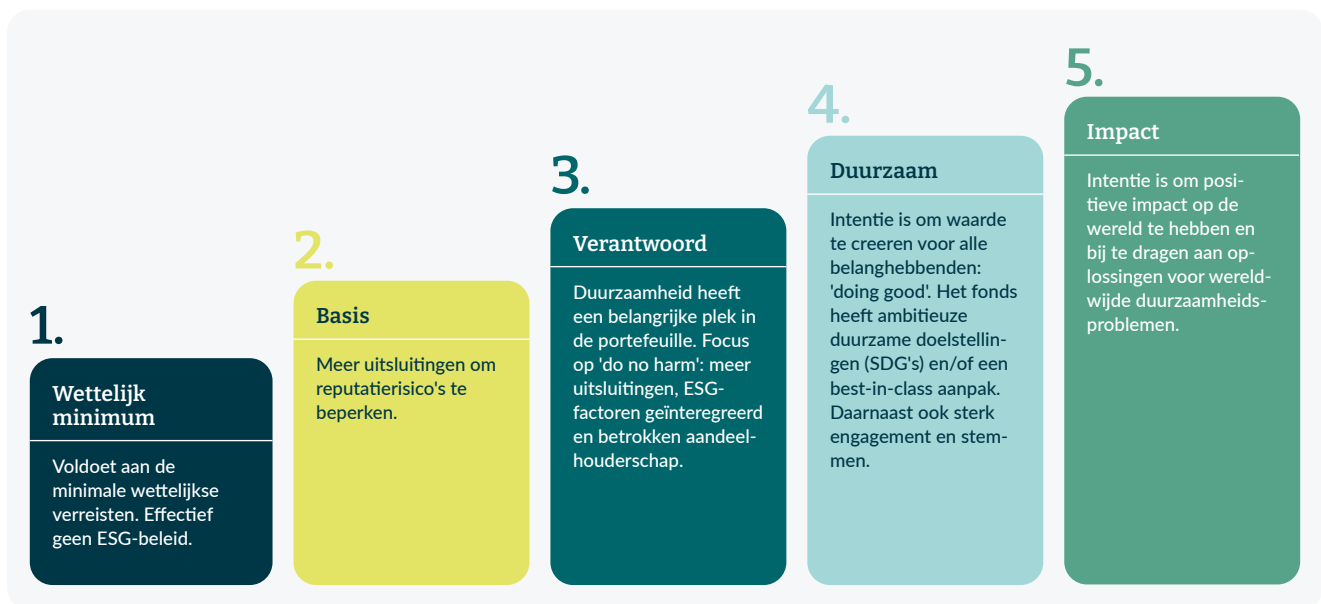 1.
Wettelijk
minimum
Voldoet aan de
minimale wettelijkse
verreisten. Effectief
geen ESG-beleid.
2.
Basis
Meer uitsluitingen om
reputatierisico's te
beperken.
3.
Verantwoord
Duurzaamheid heeft
een belangrijke plek in
de portefeuille. Focus
op 'do no harm': meer
uitsluitingen, ESG-
factoren geïnteregreerd
en betrokken aandeel-
houderschap.
4.
Duurzaam
Intentie is om waarde
te creeren voor alle
belanghebbenden:
'doing good'. Het fonds
heeft ambitieuze
duurzame doelstellin-
gen (SDG's) en/of een
best-in-class aanpak.
Daarnaast ook sterk
engagement en stem-
men.
5.
Impact
Intentie is om posi-
tieve impact op de
wereld te hebben en
bij te dragen aan op-
lossingen voor wereld-
wijde duurzaamheids-
problemen.